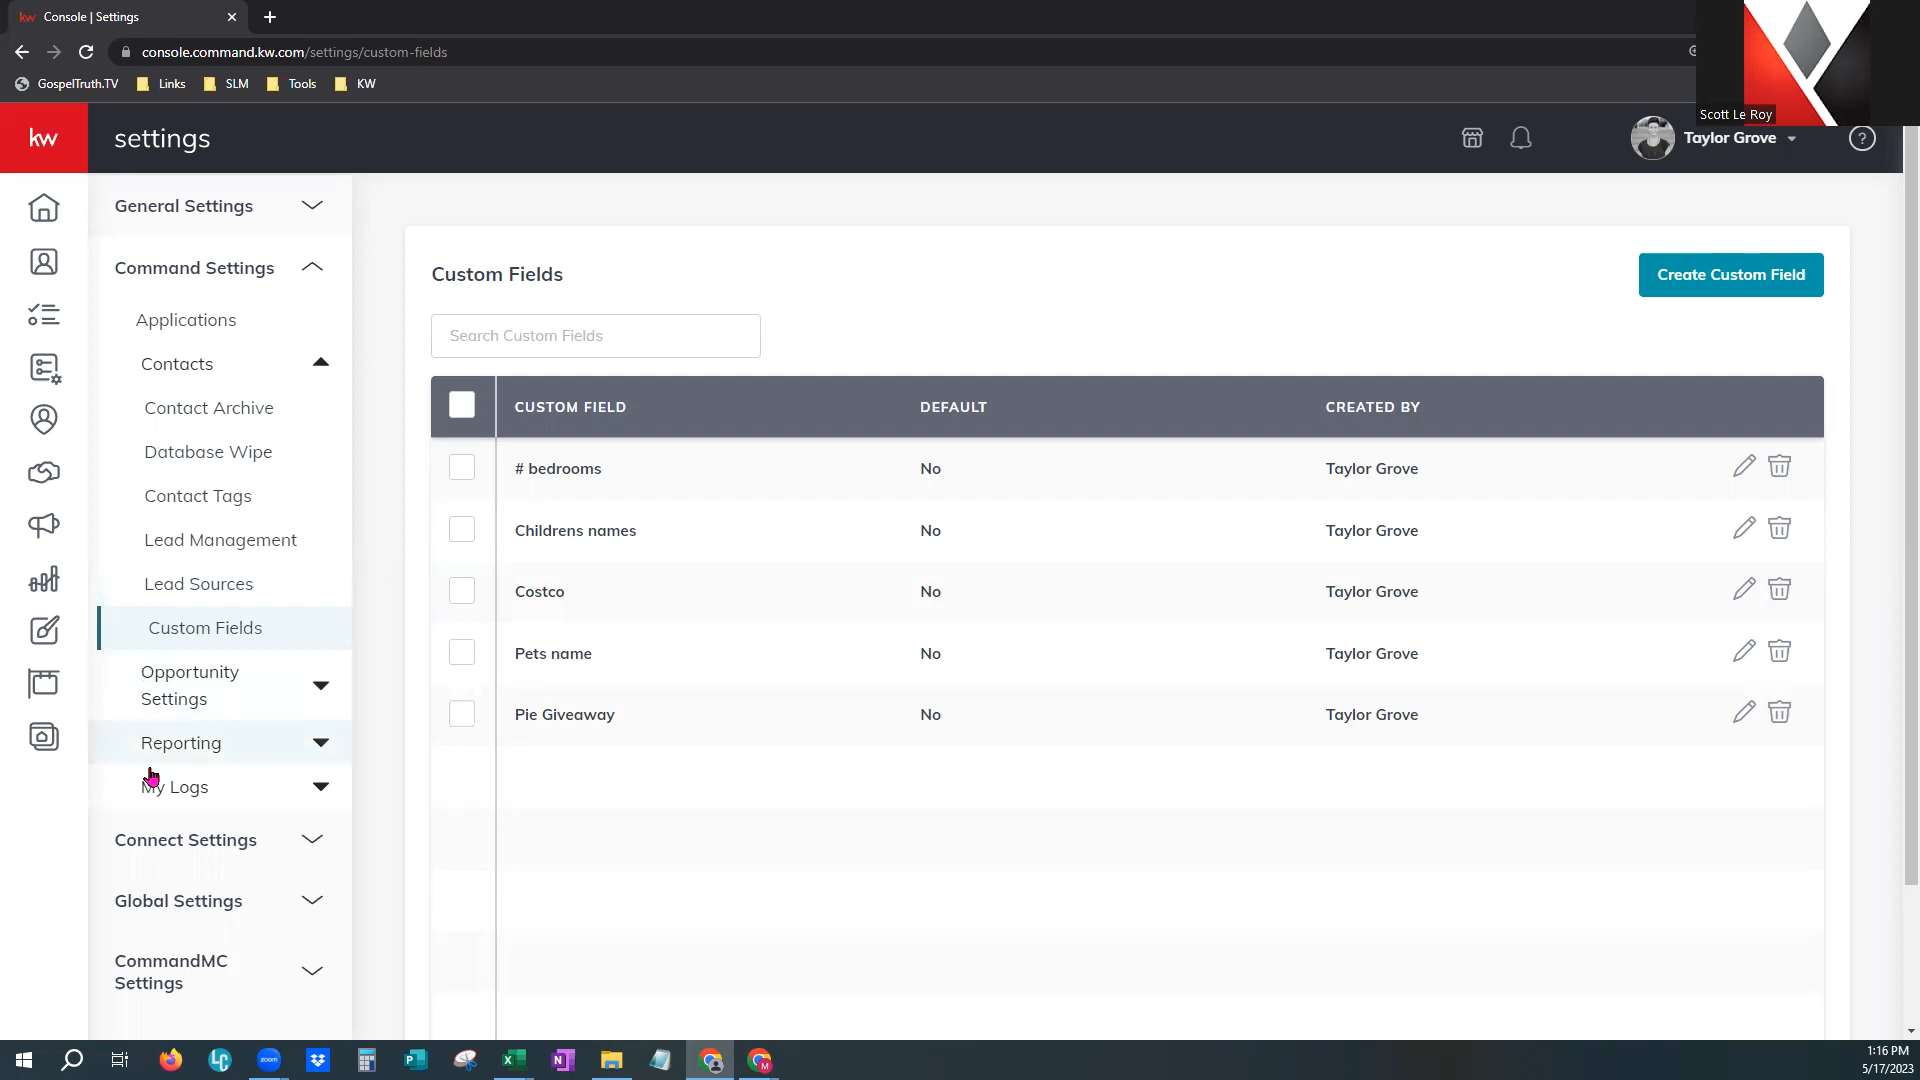 kw Console | Settings
console.command.kw.com/settings/custom-fields
GospelTruth.TV Links SLM Tools KW
Scott Le Roy
kw settings Taylor Grove ?
General Settings
Command Settings
Applications
Contacts
Contact Archive
Database Wipe
Contact Tags
Lead Management
Lead Sources
Custom Fields
Opportunity
Settings
Reporting
My Logs
Connect Settings
Global Settings
CommandMC
Settings
Custom Fields
Create Custom Field
Search Custom Fields
CUSTOM FIELD DEFAULT CREATED BY
# bedrooms No Taylor Grove
Childrens names No Taylor Grove
Costco No Taylor Grove
Pets name No Taylor Grove
Pie Giveaway No Taylor Grove
LC zoom P X N M
1:16 PM
5/17/2023